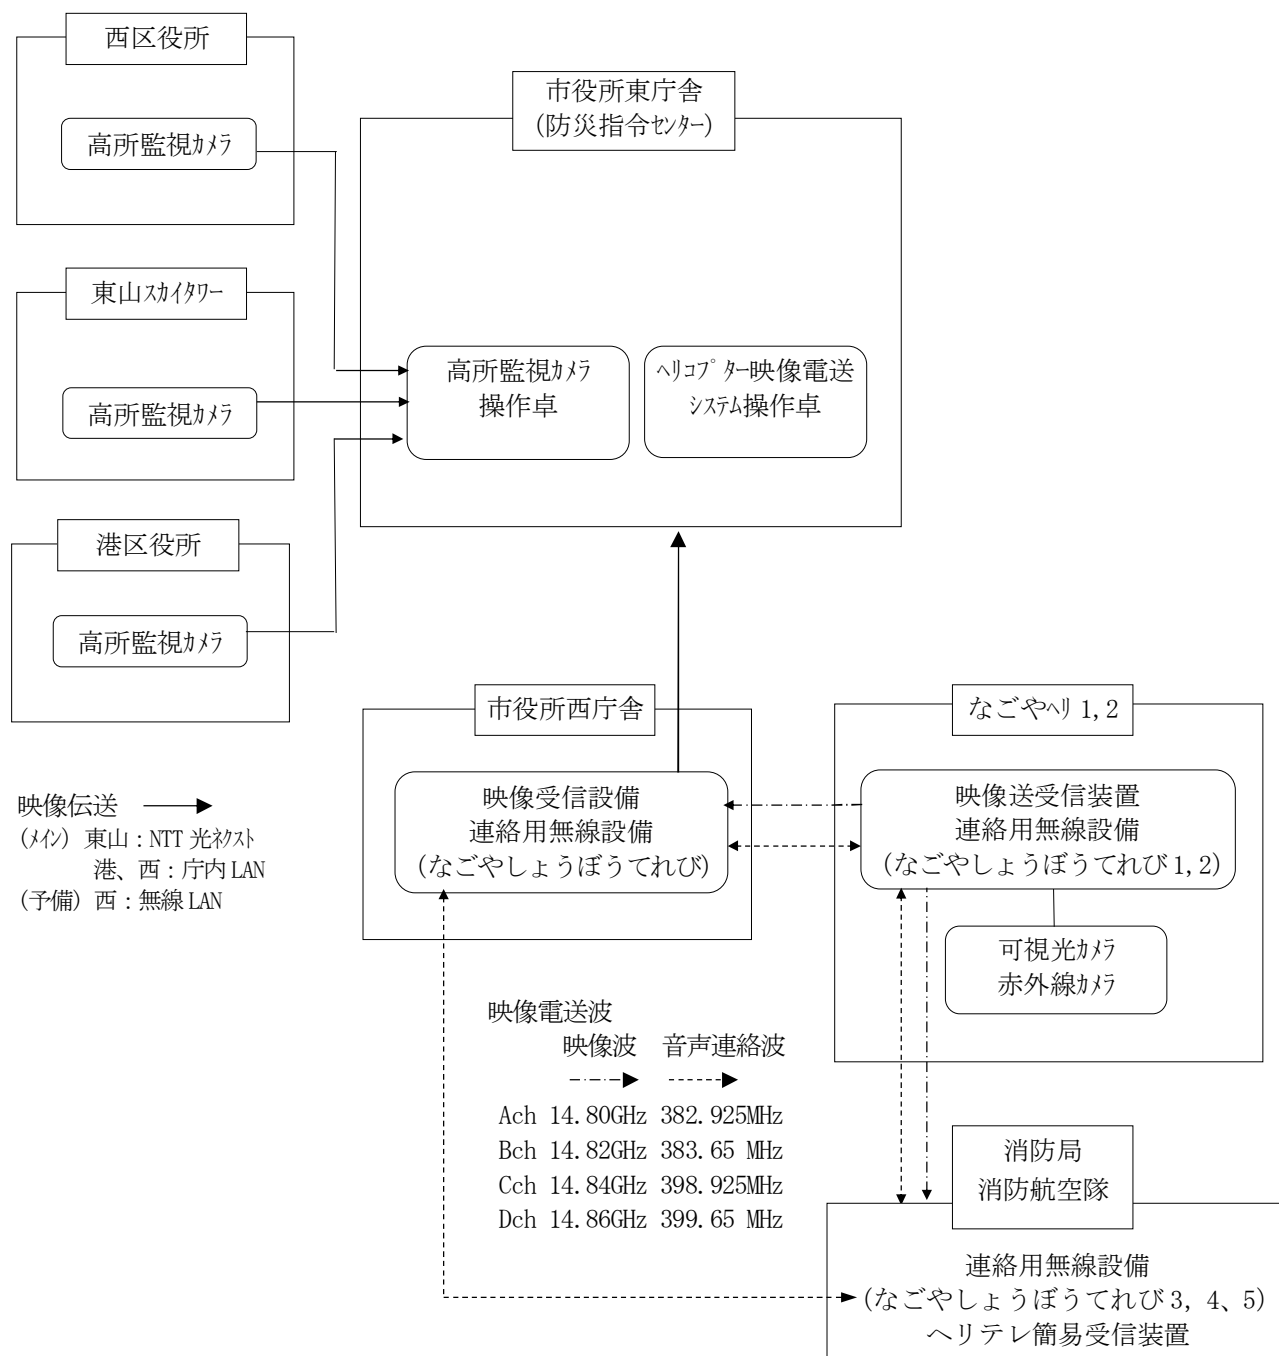 西区役所
高所監視ｶﾒﾗ
市役所東庁舎
(防災指令ｾﾝﾀｰ)
東山ｽｶｲﾀﾜｰ
高所監視ｶﾒﾗ
高所監視ｶﾒﾗ
操作卓
ﾍﾘｺﾌﾟﾀｰ映像電送
ｼｽﾃﾑ操作卓
港区役所
高所監視ｶﾒﾗ
市役所西庁舎
映像受信設備
連絡用無線設備
(なごやしょうぼうてれび)
なごやﾍﾘ 1,2
映像送受信装置
連絡用無線設備
(なごやしょうぼうてれび 1,2)
可視光ｶﾒﾗ
赤外線ｶﾒﾗ
映像伝送
(ﾒｲﾝ) 東山：NTT 光ﾈｸｽﾄ
港、西：庁内 LAN
(予備) 西：無線 LAN
映像電送波
映像波 音声連絡波
Ach 14.80GHz 382.925MHz
Bch 14.82GHz 383.65 MHz
Cch 14.84GHz 398.925MHz
Dch 14.86GHz 399.65 MHz
消防局
消防航空隊
連絡用無線設備
(なごやしょうぼうてれび 3, 4、5)
ヘリテレ簡易受信装置